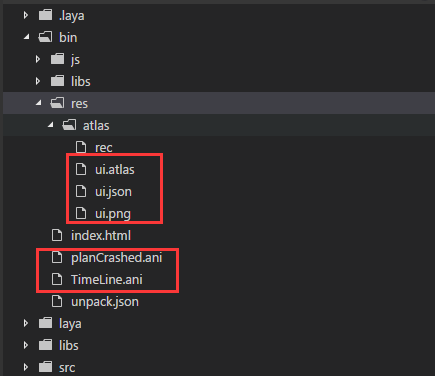 .laya
bin
js
libs
res
atlas
rec
ui.atlas
ui.json
ui.png
index.html
planCrashed.ani
TimeLine.ani
unpack.json
laya
libs
src